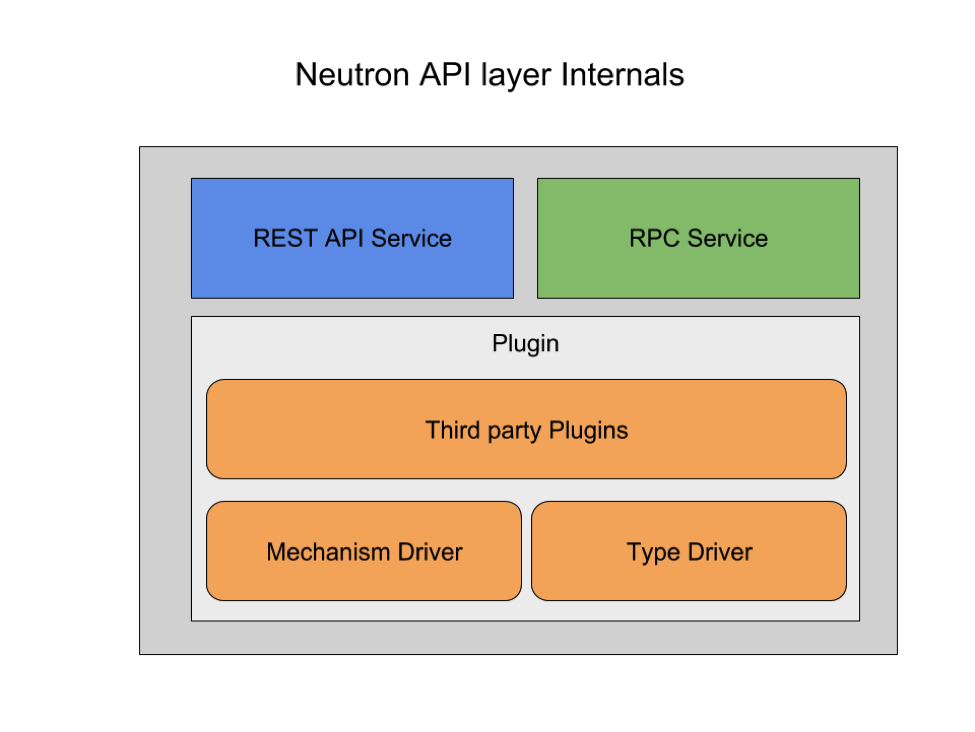 Neutron API layer Internals
REST API Service
RPC Service
Plugin
Third party Plugins
Mechanism Driver
Type Driver